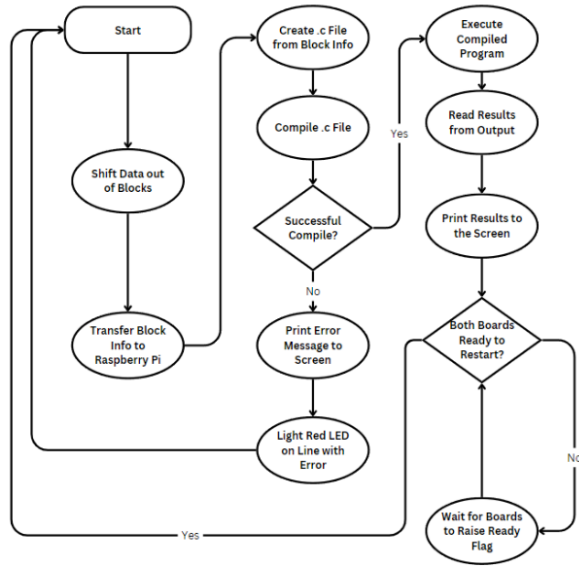 Start
Shift Data out
of Blocks
Transfer Block
Info to
Raspberry Pi
Create .c File
from Block Info
Compile .c File
Successful
Compile?
No
Print Error
Message to
Screen
Light Red LED
on Line with
Error
Yes
Execute
Compiled
Program
Read Results
from Output
Print Results to
the Screen
Both Boards
Ready to
Restart?
No
Wait for Boards
to Raise Ready
Flag
Yes